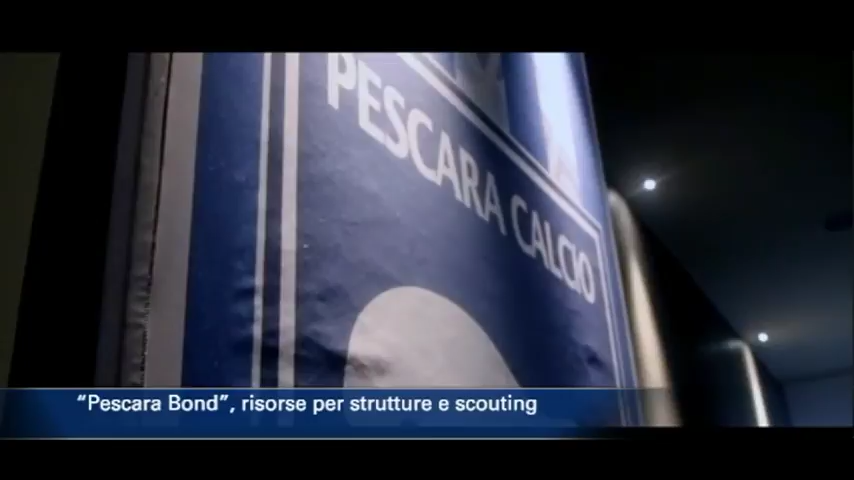 PESCARA CALCIO
“Pescara Bond”, risorse per strutture e scouting